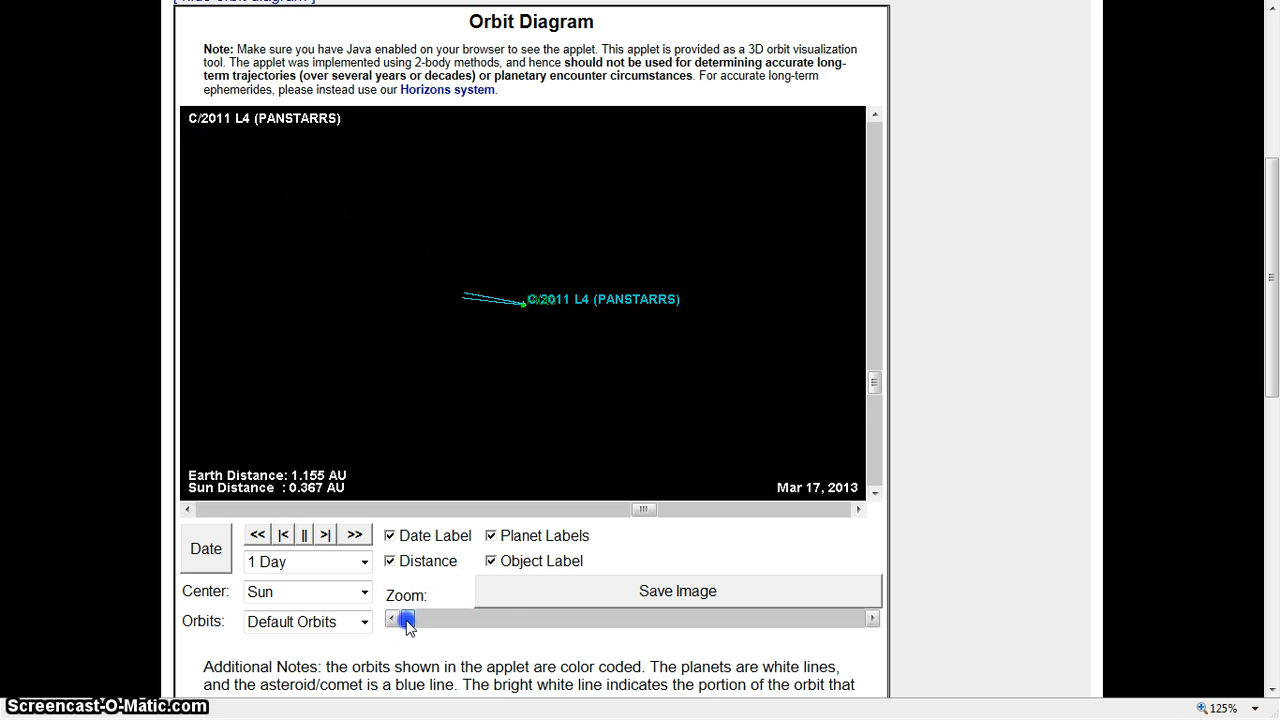 [ hide orbit diagram ]
Orbit Diagram
Note: Make sure you have Java enabled on your browser to see the applet. This applet is provided as a 3D orbit visualization
tool. The applet was implemented using 2-body methods, and hence should not be used for determining accurate long-
term trajectories (over several years or decades) or planetary encounter circumstances. For accurate long-term
ephemerides, please instead use our Horizons system.
C/2011 L4 (PANSTARRS)
C/2011 L4 (PANSTARRS)
Earth Distance: 1.155 AU
Sun Distance : 0.367 AU
Mar 17, 2013
Date
<< |< || >| >>
Date Label
Planet Labels
1 Day
Distance
Object Label
Center:
Sun
Zoom:
Save Image
Orbits:
Default Orbits
Additional Notes: the orbits shown in the applet are color coded. The planets are white lines,
and the asteroid/comet is a blue line. The bright white line indicates the portion of the orbit that
Screencast-O-Matic.com
125%